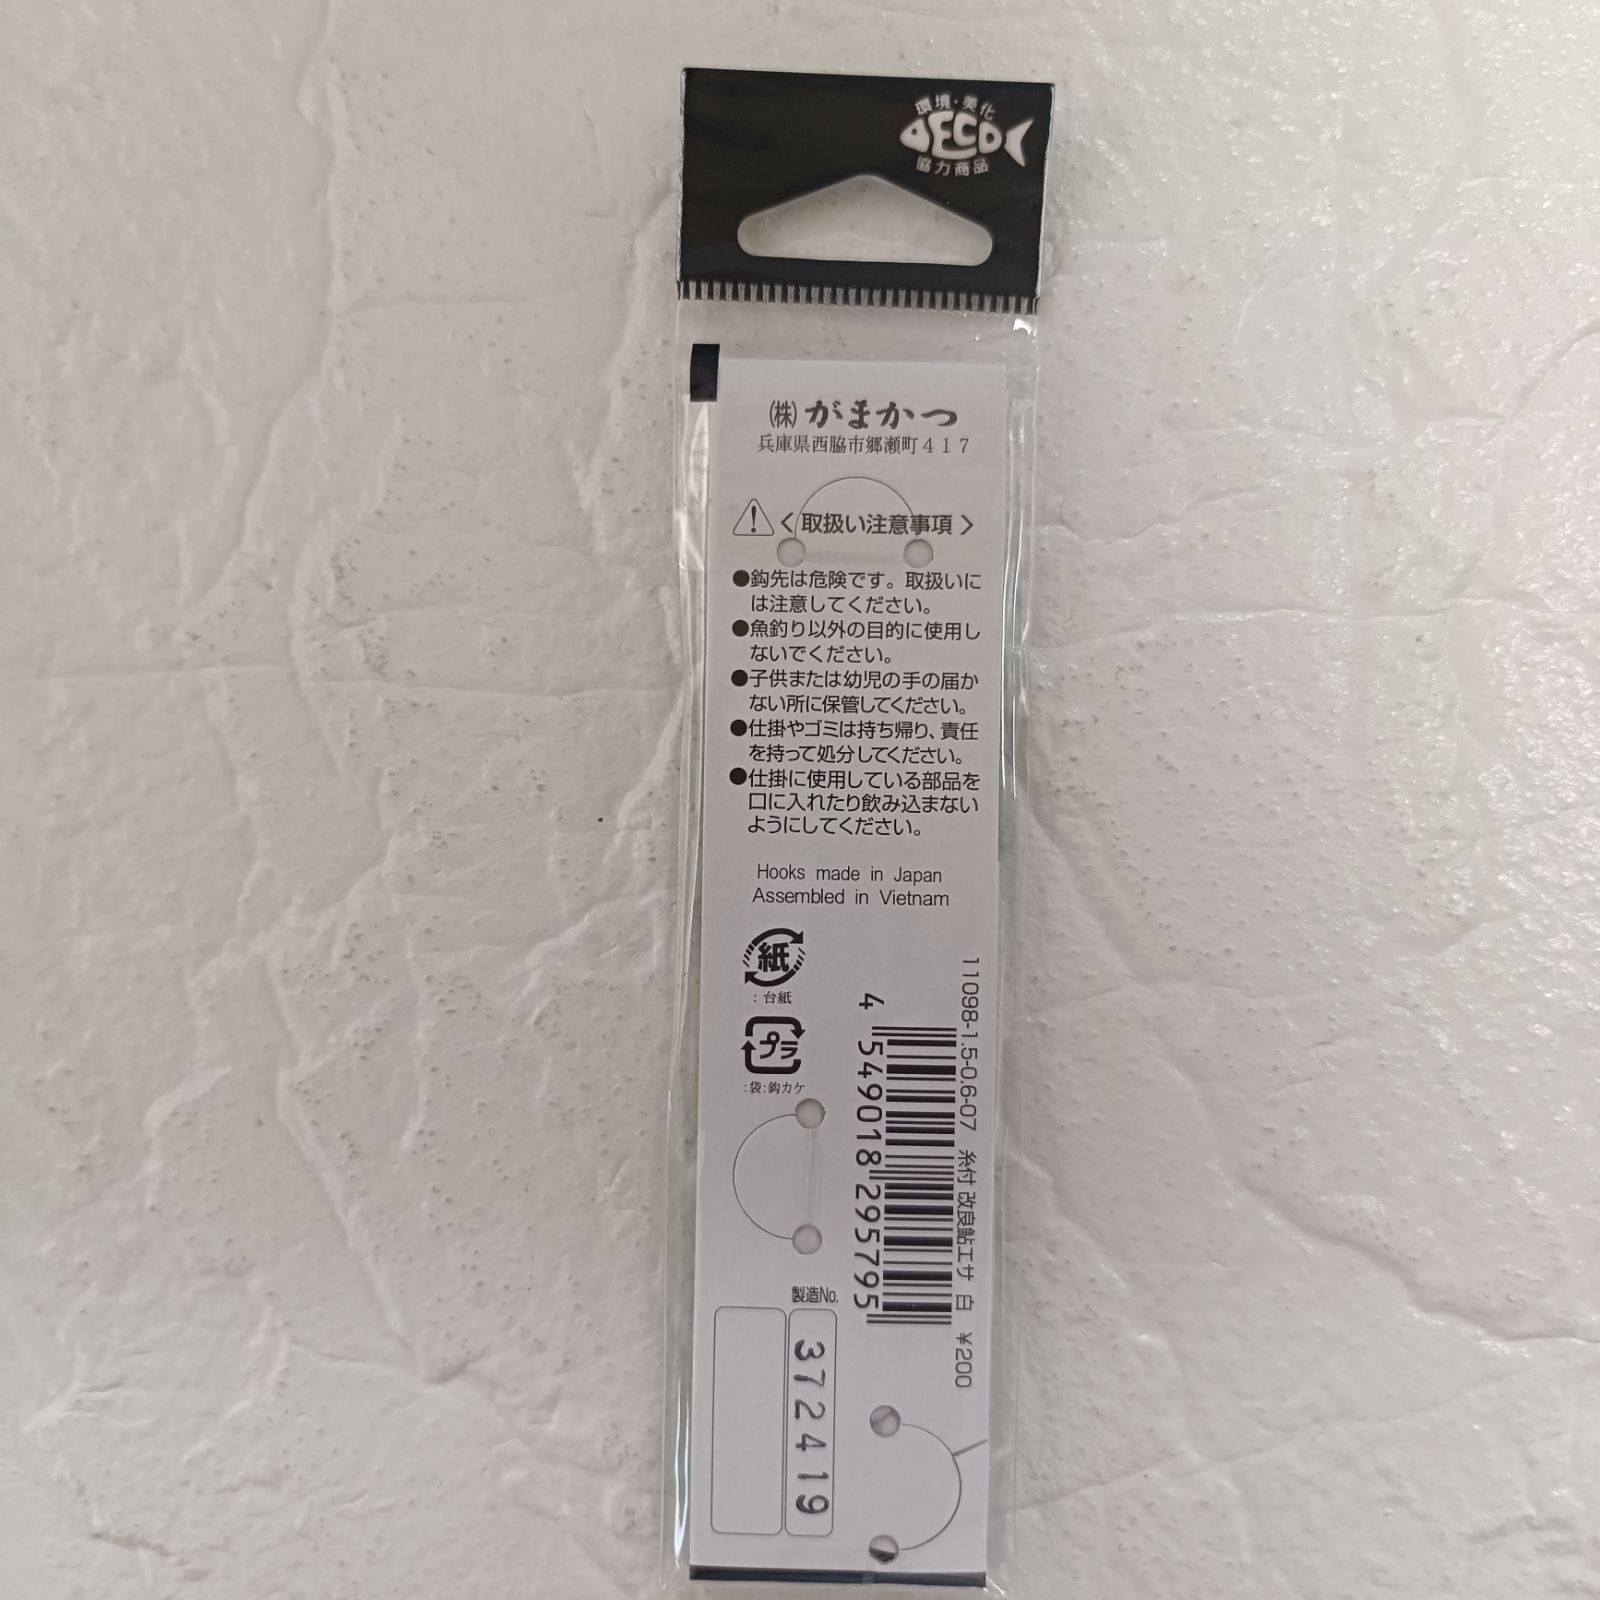 環境・美化
DECO
協力商品
㈱がまかつ
兵庫県西脇市郷瀬町417
〈取扱い注意事項〉
●鈎先は危険です。取扱いに
は注意してください。
●魚釣り以外の目的に使用し
ないでください。
●子供または幼児の手の届か
ない所に保管してください。
●仕掛やゴミは持ち帰り、責任
を持って処分してください。
●仕掛に使用している部品を
口に入れたり飲み込まない
ようにしてください。
Hooks made in Japan
Assembled in Vietnam
紙
:台紙
プラ
:袋:鈎カケ
11098-1.5-0.6-07 糸付 改良鮎エサ 白 ¥200
4 549018 295795
製造No.
372419